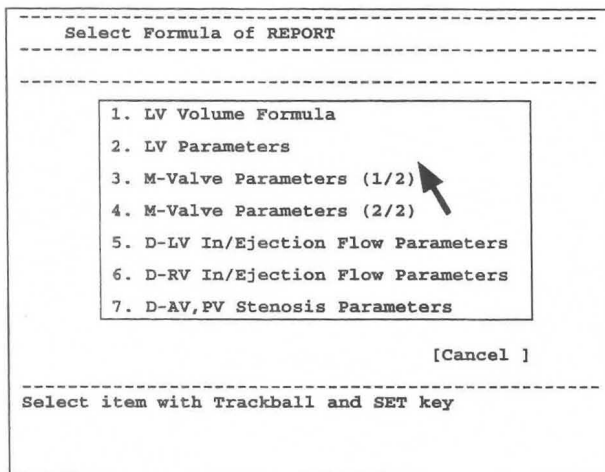 Select Formula of REPORT
1. LV Volume Formula
2. LV Parameters
3. M-Valve Parameters (1/2)
4. M-Valve Parameters (2/2)
5. D-LV In/Ejection Flow Parameters
6. D-RV In/Ejection Flow Parameters
7. D-AV,PV Stenosis Parameters
[Cancel ]
Select item with Trackball and SET key